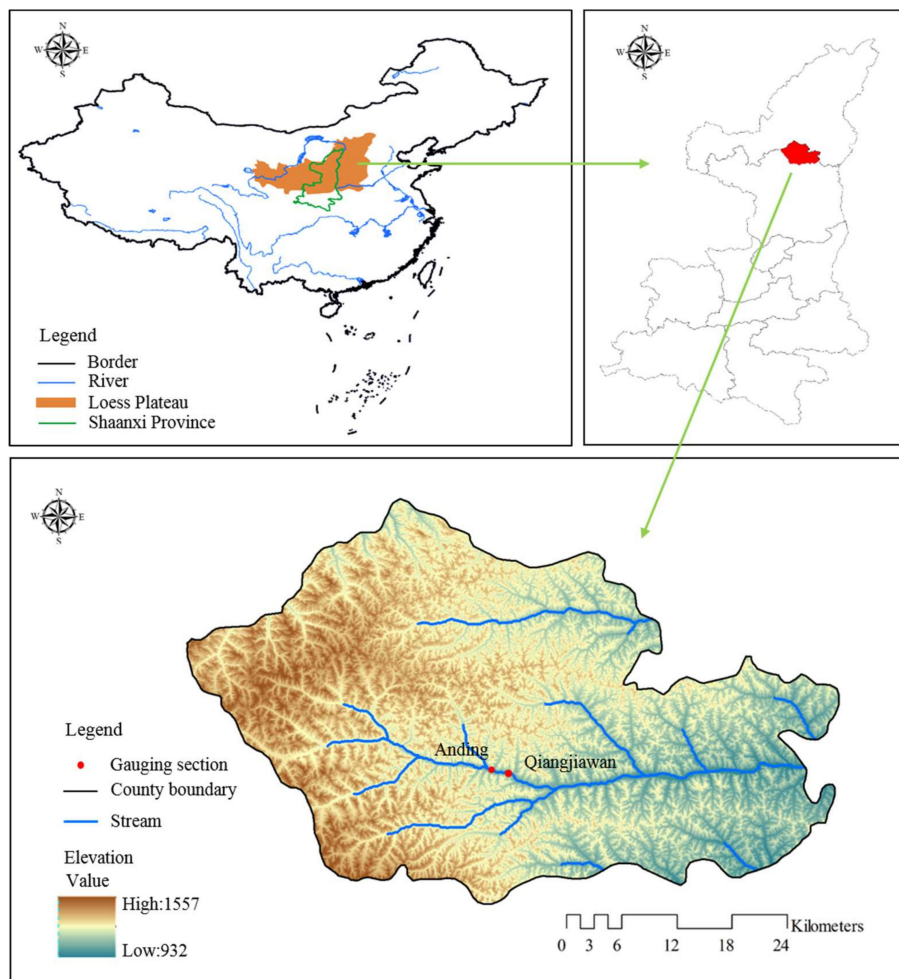 N
W E
S
Legend
Border
River
Loess Plateau
Shaanxi Province
N
W E
S
N
W E
S
Anding
Qiangjiawan
Legend
Gauging section
County boundary
Stream
Elevation
Value
High:1557
Low:932
Kilometers
0 3 6 12 18 24